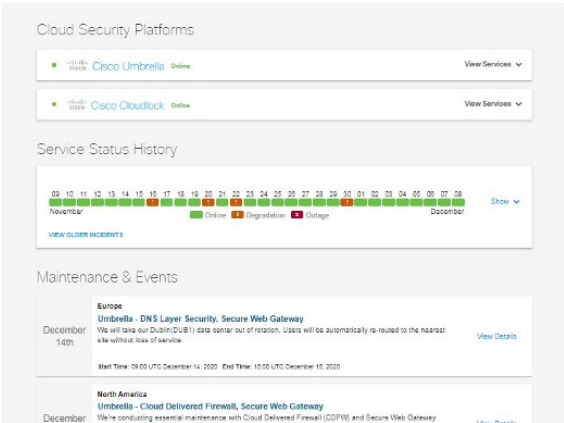 Cloud Security Platforms
cisco Cisco Umbrella Online View Services
cisco Cisco Cloudlock Online View Services
Service Status History
09 10 11 12 13 14 15 16 17 18 19 20 21 22 23 24 25 26 27 28 29 30 01 02 03 04 05 06 07 08
November December
Show
Online Degradation Outage
VIEW OLDER INCIDENTS
Maintenance & Events
Europe
Umbrella - DNS Layer Security, Secure Web Gateway
December 14th
We will take our Dublin(DUB1) data center out of rotation. Users will be automatically re-routed to the nearest
site without loss of service.
View Details
Start Time: 09:00 UTC December 14, 2020 End Time: 15:00 UTC December 15, 2020
North America
Umbrella - Cloud Delivered Firewall, Secure Web Gateway
December
We're conducting essential maintenance with Cloud Delivered Firewall (CDFW) and Secure Web Gateway
View Details